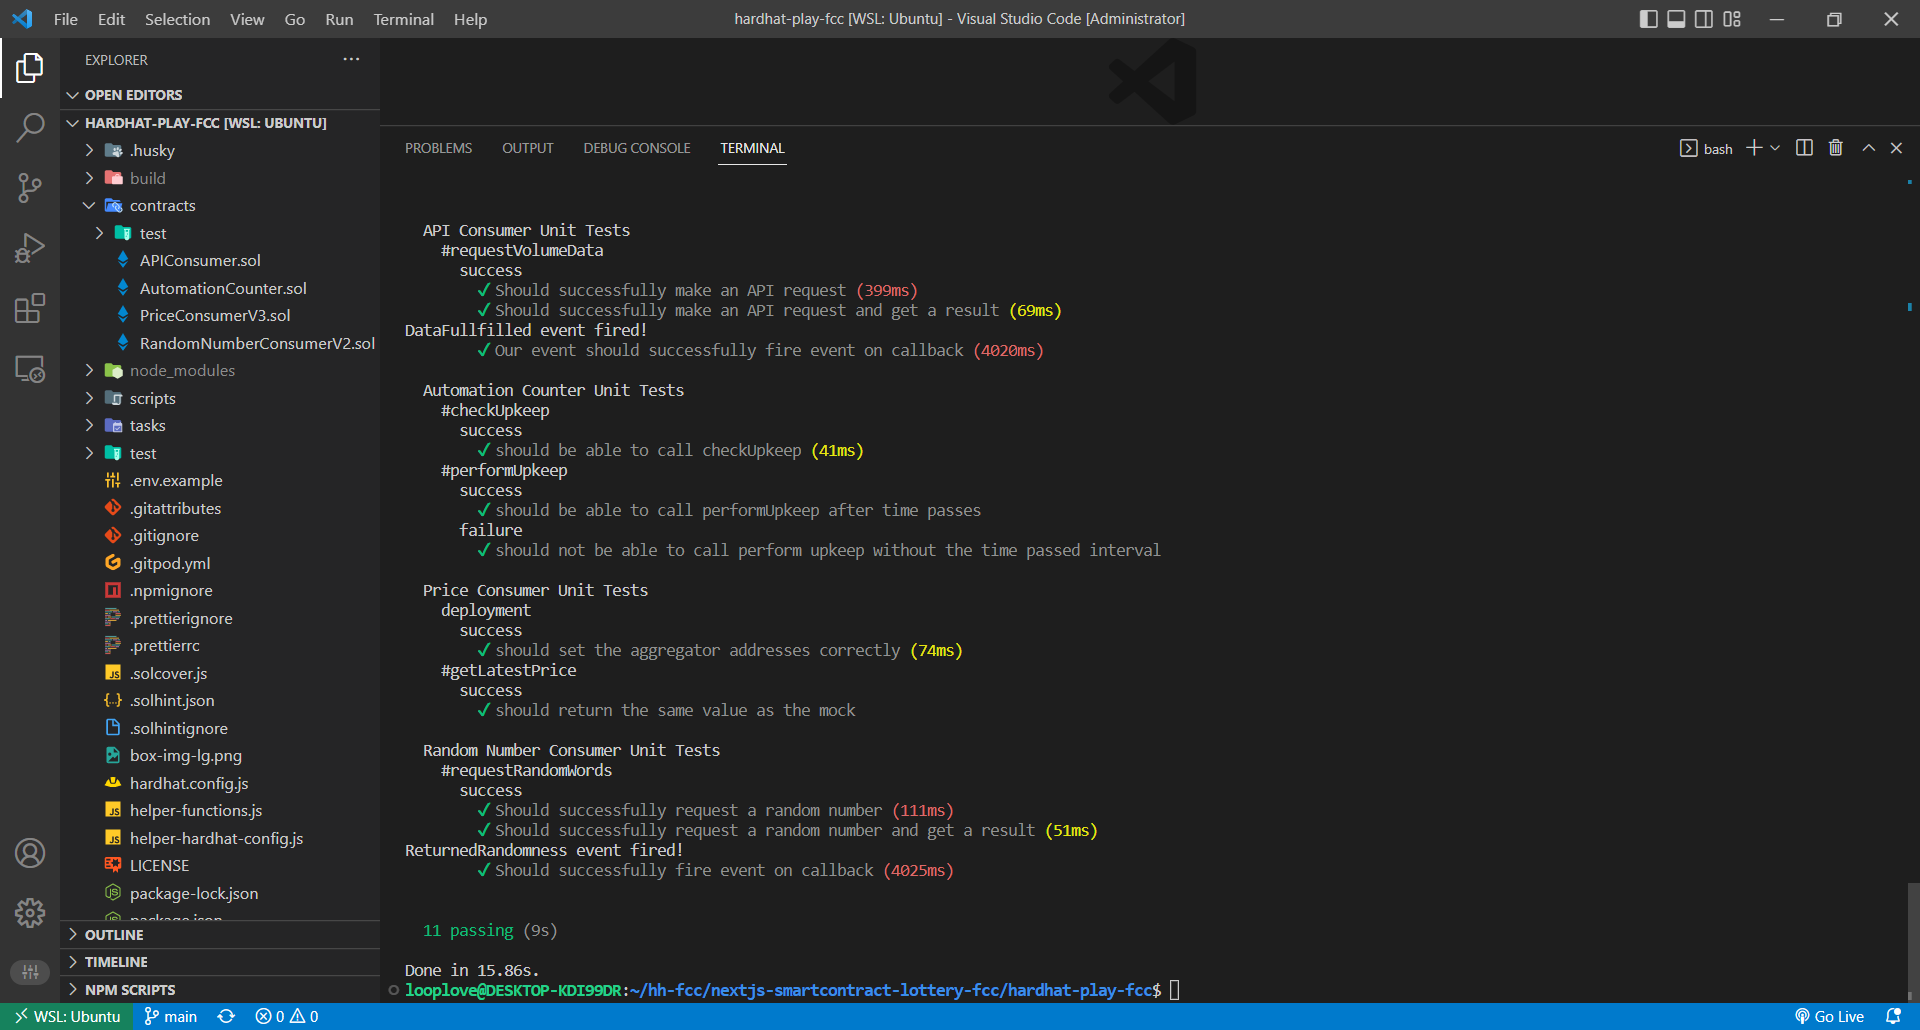 File Edit Selection View Go Run Terminal Help
hardhat-play-fcc [WSL: Ubuntu] - Visual Studio Code [Administrator]
EXPLORER
OPEN EDITORS
HARDHAT-PLAY-FCC [WSL: UBUNTU]
.husky
build
contracts
test
APIConsumer.sol
AutomationCounter.sol
PriceConsumerV3.sol
RandomNumberConsumerV2.sol
node_modules
scripts
tasks
test
.env.example
.gitattributes
.gitignore
.gitpod.yml
.npmignore
.prettierignore
.prettierrc
.solcover.js
.solhint.json
.solhintignore
box-img-lg.png
hardhat.config.js
helper-functions.js
helper-hardhat-config.js
LICENSE
package-lock.json
package.json
OUTLINE
TIMELINE
NPM SCRIPTS
PROBLEMS OUTPUT DEBUG CONSOLE TERMINAL
bash
API Consumer Unit Tests
#requestVolumeData
success
✓ Should successfully make an API request (399ms)
✓ Should successfully make an API request and get a result (69ms)
DataFullfilled event fired!
✓ Our event should successfully fire event on callback (4020ms)
Automation Counter Unit Tests
#checkUpkeep
success
✓ should be able to call checkUpkeep (41ms)
#performUpkeep
success
✓ should be able to call performUpkeep after time passes
failure
✓ should not be able to call perform upkeep without the time passed interval
Price Consumer Unit Tests
deployment
success
✓ should set the aggregator addresses correctly (74ms)
#getLatestPrice
success
✓ should return the same value as the mock
Random Number Consumer Unit Tests
#requestRandomWords
success
✓ Should successfully request a random number (111ms)
✓ Should successfully request a random number and get a result (51ms)
ReturnedRandomness event fired!
✓ Should successfully fire event on callback (4025ms)
11 passing (9s)
Done in 15.86s.
looplove@DESKTOP-KDI99DR:~/hh-fcc/nextjs-smartcontract-lottery-fcc/hardhat-play-fcc$
WSL: Ubuntu main 0 0 Go Live